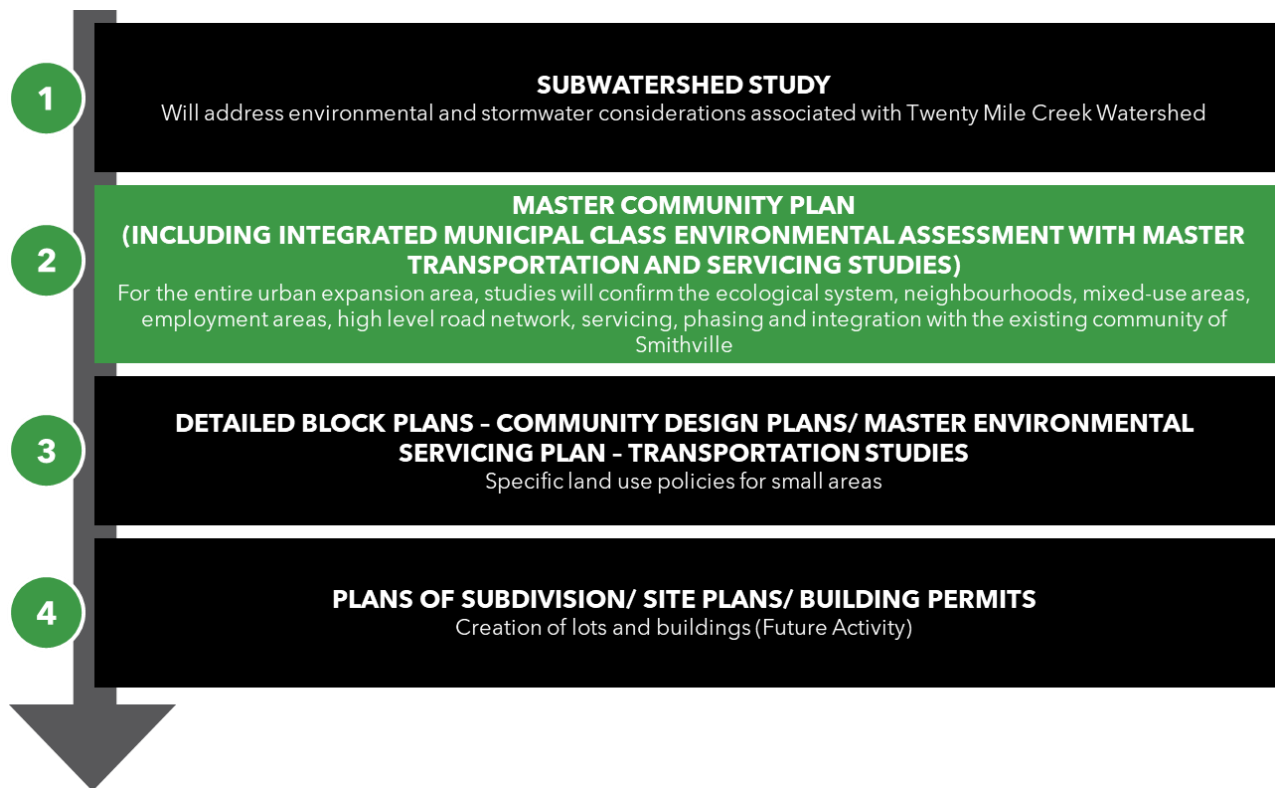 1
SUBWATERSHED STUDY
Will address environmental and stormwater considerations associated with Twenty Mile Creek Watershed
2
MASTER COMMUNITY PLAN
(INCLUDING INTEGRATED MUNICIPAL CLASS ENVIRONMENTAL ASSESSMENT WITH MASTER
TRANSPORTATION AND SERVICING STUDIES)
For the entire urban expansion area, studies will confirm the ecological system, neighbourhoods, mixed-use areas,
employment areas, high level road network, servicing, phasing and integration with the existing community of
Smithville
3
DETAILED BLOCK PLANS – COMMUNITY DESIGN PLANS/ MASTER ENVIRONMENTAL
SERVICING PLAN – TRANSPORTATION STUDIES
Specific land use policies for small areas
4
PLANS OF SUBDIVISION/ SITE PLANS/ BUILDING PERMITS
Creation of lots and buildings (Future Activity)